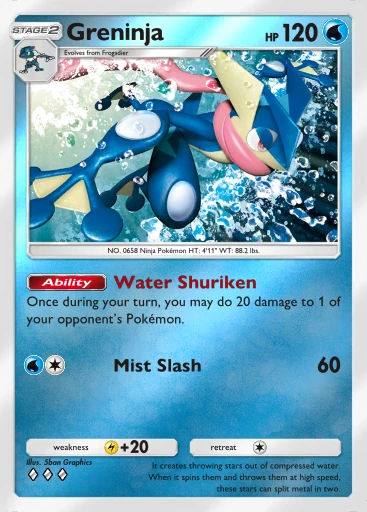 STAGE 2 Greninja HP 120
Evolves from Frogadier
NO. 0658 Ninja Pokémon HT: 4'11" WT: 88.2 lbs.
Ability Water Shuriken
Once during your turn, you may do 20 damage to 1 of
your opponent's Pokémon.
Mist Slash 60
weakness +20 retreat
Illus. 5ban Graphics
It creates throwing stars out of compressed water.
When it spins them and throws them at high speed,
these stars can split metal in two.